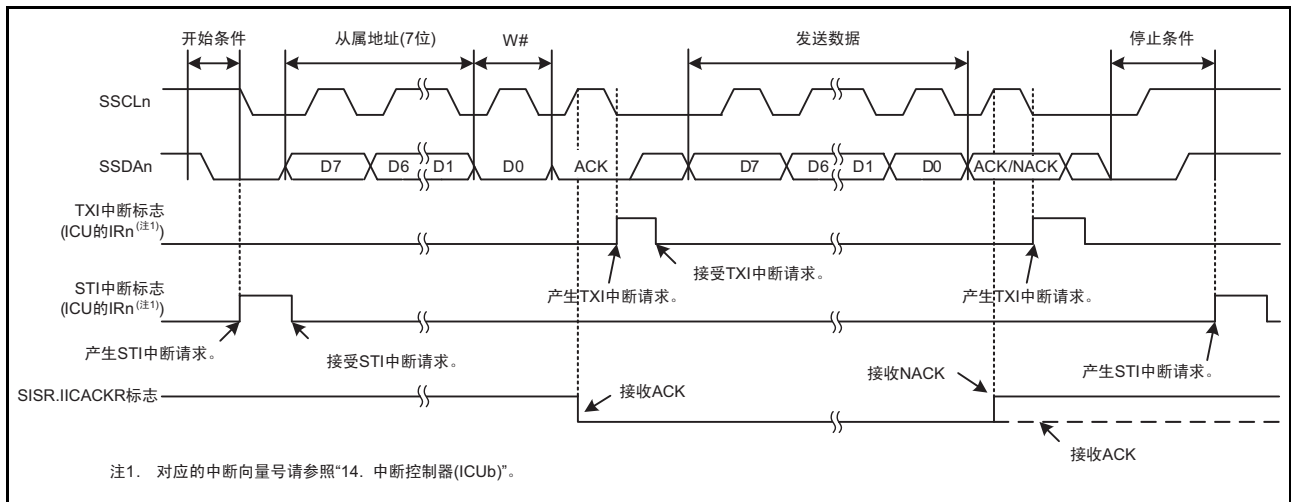 开始条件
从属地址(7位)
W#
发送数据
停止条件
SSCLn
SSDAn
D7
D6
D1
D0
ACK
D7
D6
D1
D0
ACK/NACK
TXI中断标志
(ICU的IRn(注1))
产生TXI中断请求。
接受TXI中断请求。
产生TXI中断请求。
STI中断标志
(ICU的IRn(注1))
产生STI中断请求。
接受STI中断请求。
产生STI中断请求。
SISR.IICACKR标志
接收ACK
接收NACK
接收ACK
注1. 对应的中断向量号请参照“14. 中断控制器(ICUb)”。